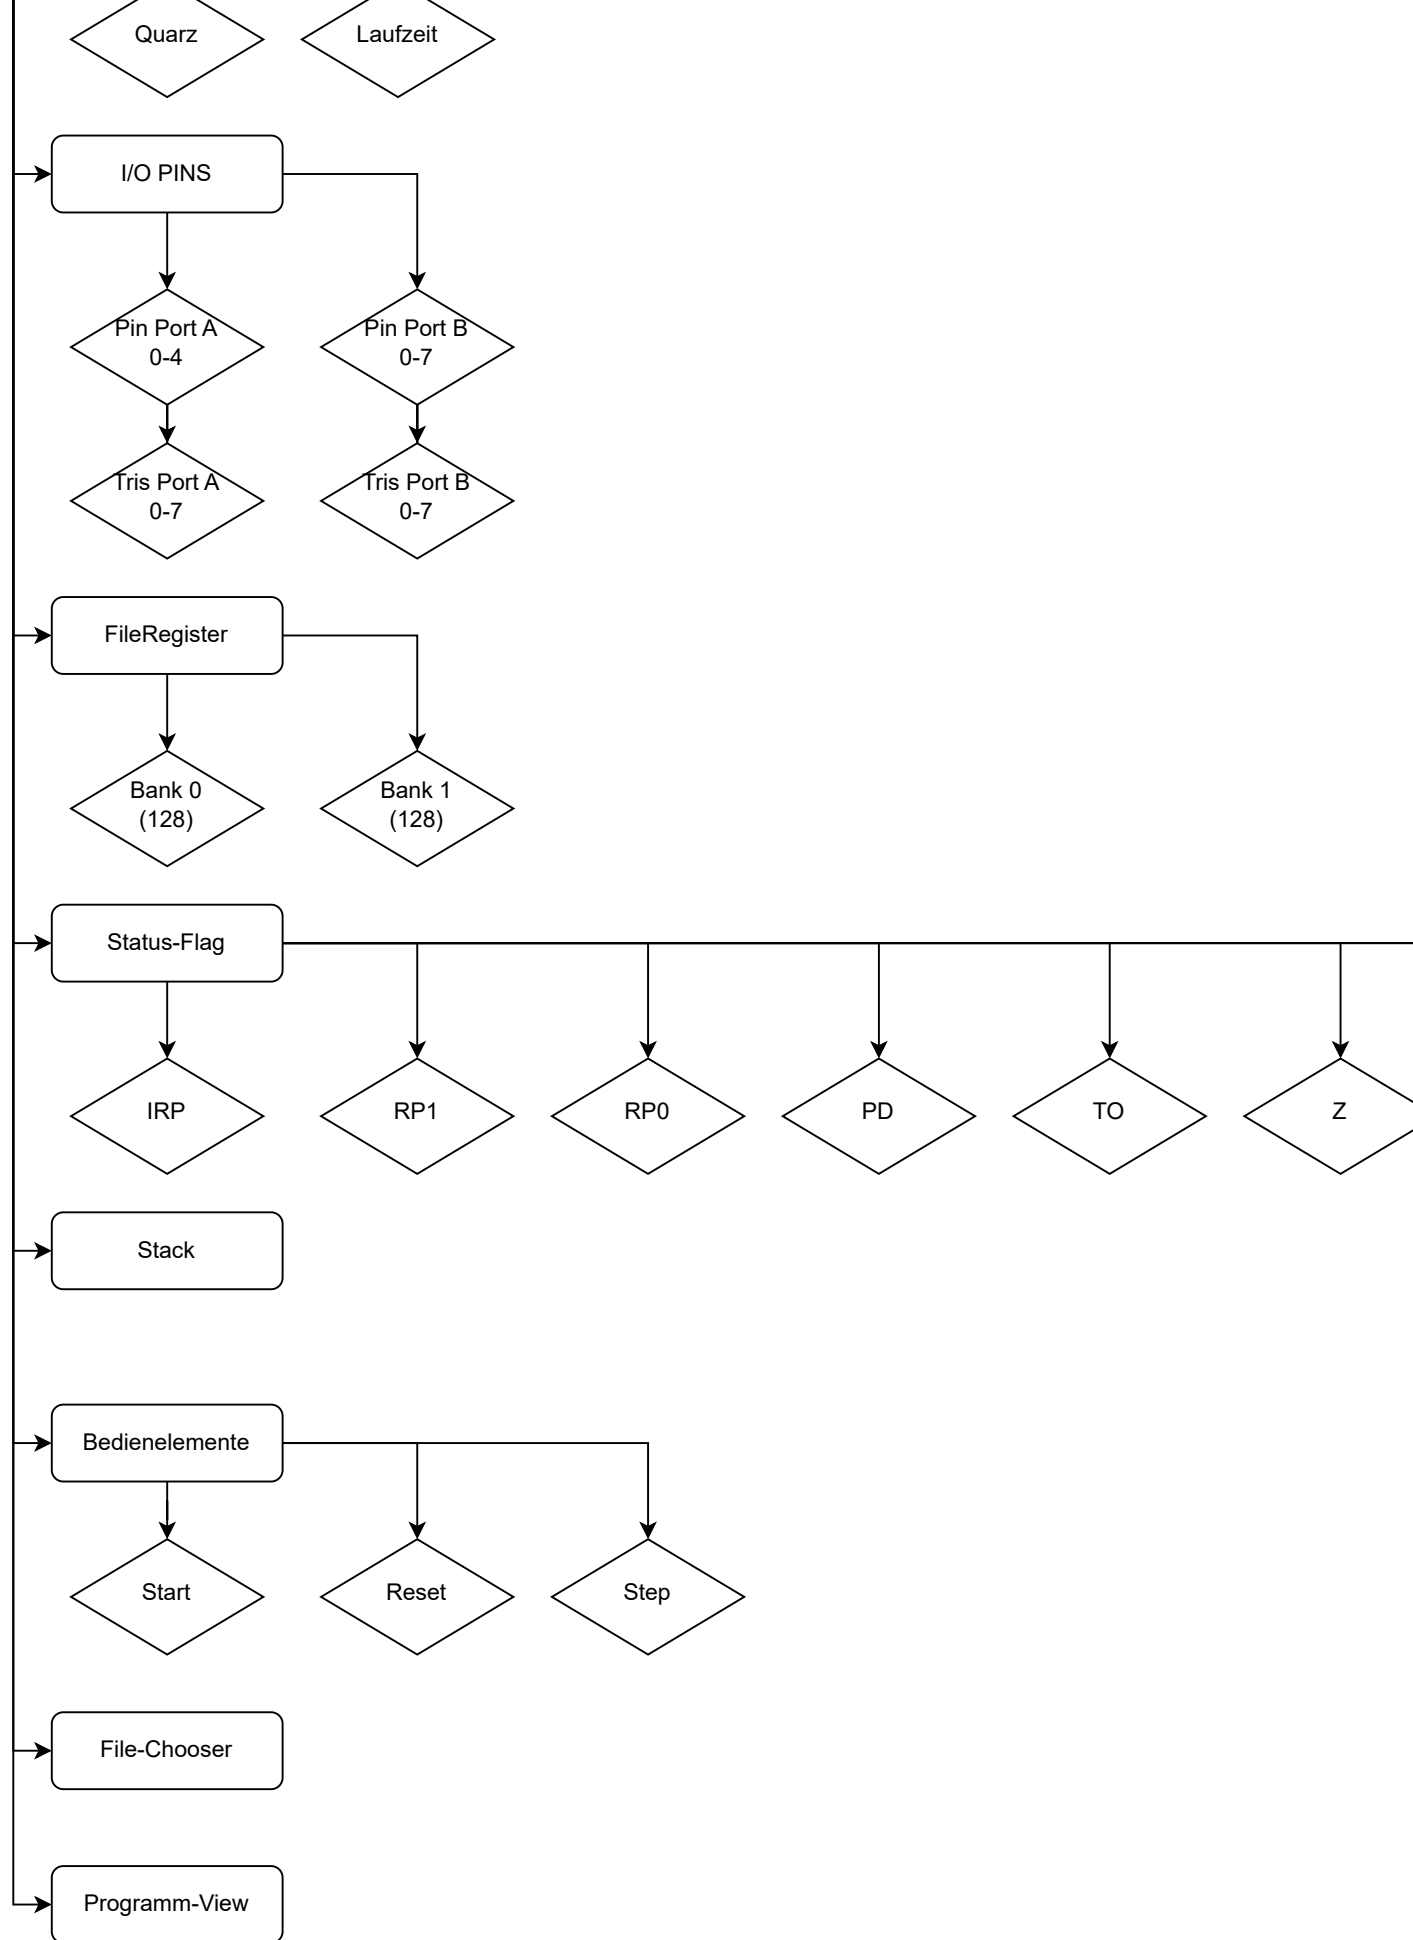 Quarz
Laufzeit
I/O PINS
Pin Port A
0-4
Pin Port B
0-7
Tris Port A
0-7
Tris Port B
0-7
FileRegister
Bank 0
(128)
Bank 1
(128)
Status-Flag
IRP
RP1
RP0
PD
TO
Z
Stack
Bedienelemente
Start
Reset
Step
File-Chooser
Programm-View